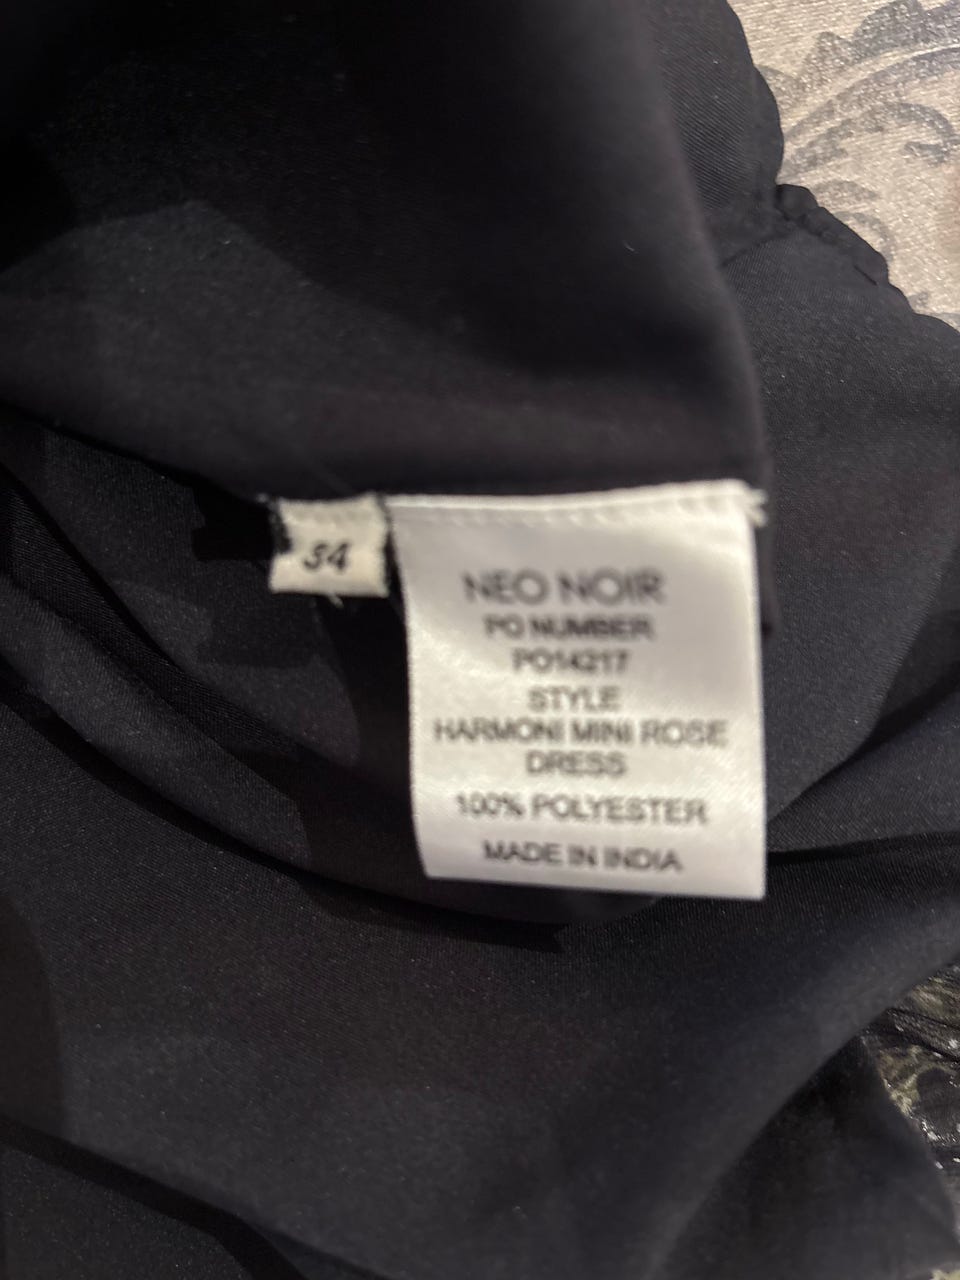 34
NEO NOIR
PO NUMBER
PO14217
STYLE
HARMONI MINI ROSE
DRESS
100% POLYESTER
MADE IN INDIA